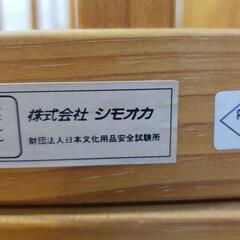 株式会社 シモオカ
財団法人日本文化用品安全試験所